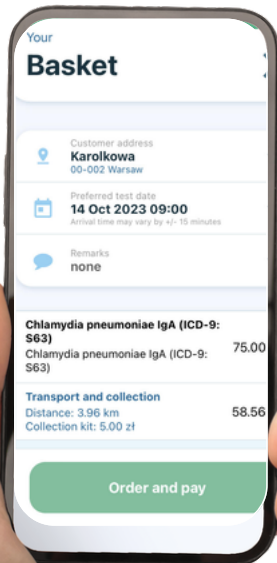 Your
Basket
Customer address
Karolkowa
00-002 Warsaw
Preferred test date
14 Oct 2023 09:00
Arrival time may vary by +/- 15 minutes
Remarks
none
Chlamydia pneumoniae IgA (ICD-9:
S63)
Chlamydia pneumoniae IgA (ICD-9: 75.00
S63)
Transport and collection
Distance: 3.96 km 58.56
Collection kit: 5.00 zł
Order and pay